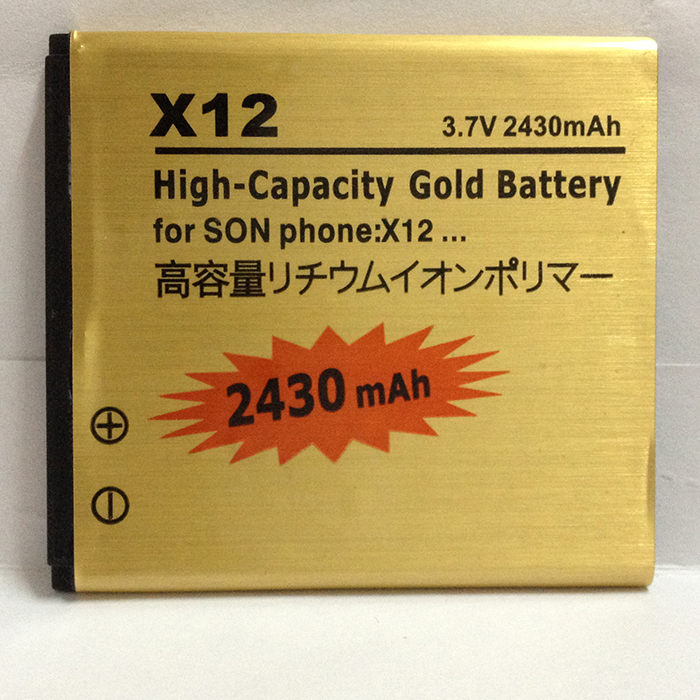 X12
3.7V 2430mAh
High-Capacity Gold Battery
for SON phone:X12 ...
高容量リチウムイオンポリマー
2430 mAh
+
-